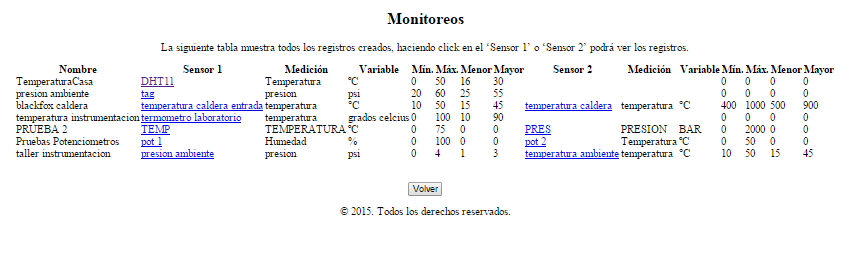 Monitoreos
La siguiente tabla muestra todos los registros creados, haciendo click en el ‘Sensor 1’ o ‘Sensor 2’ podrá ver los registros.
Nombre Sensor 1 Medición Variable Mín. Máx. Menor Mayor Sensor 2 Medición Variable Mín. Máx. Menor Mayor
TemperaturaCasa DHT11 Temperatura °C 0 50 16 30 0 0 0 0
presion ambiente tag presion psi 20 60 25 55 0 0 0 0
blackfox caldera temperatura caldera entrada temperatura °C 10 50 15 45 temperatura caldera temperatura °C 400 1000 500 900
temperatura instrumentacion termometro laboratorio temperatura grados celcius 0 100 10 90 0 0 0 0
PRUEBA 2 TEMP TEMPERATURA °C 0 75 0 0 PRES PRESION BAR 0 2000 0 0
Pruebas Potenciometros pot 1 Humedad % 0 100 0 0 pot 2 Temperatura °C 0 50 0 0
taller instrumentacion presion ambiente presion psi 0 4 1 3 temperatura ambiente temperatura °C 10 50 15 45
Volver
© 2015. Todos los derechos reservados.